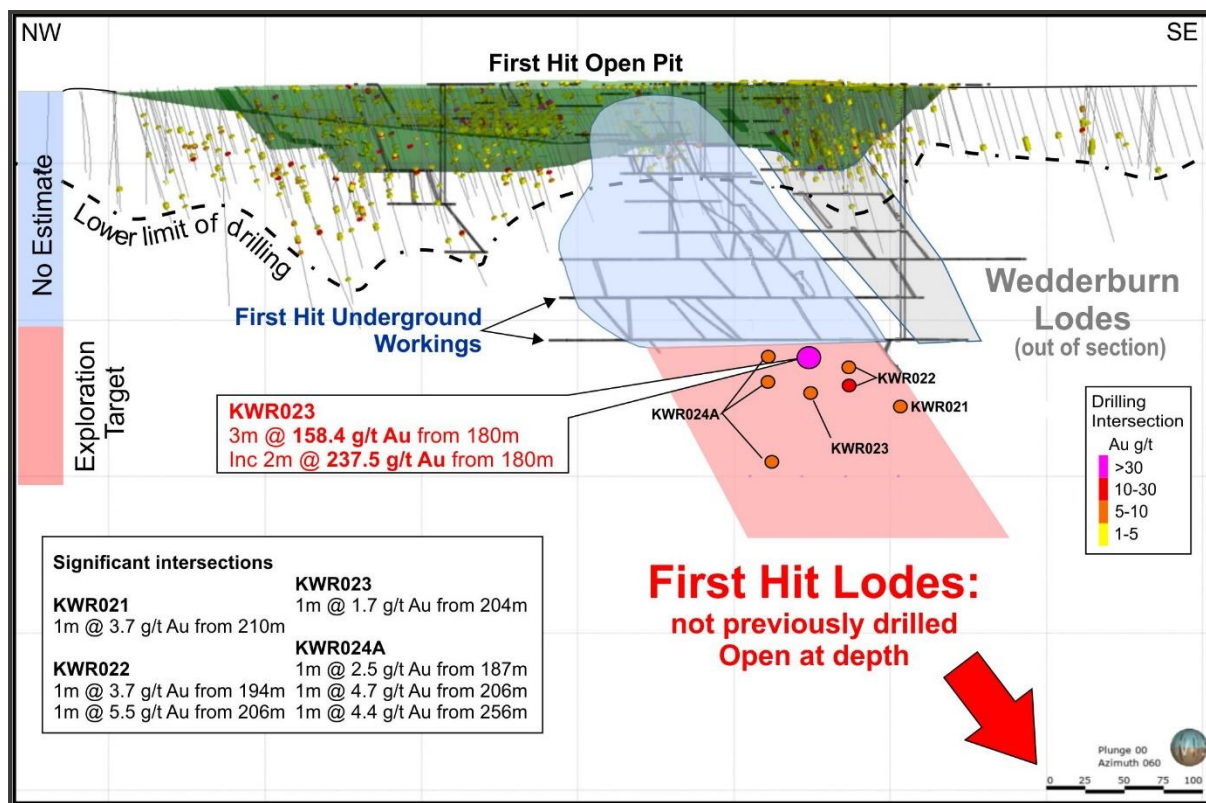 NW
SE
First Hit Open Pit
No Estimate
Lower limit of drilling
First Hit Underground
Workings
Wedderburn
Lodes
(out of section)
Exploration
Target
KWR023
3m @ 158.4 g/t Au from 180m
Inc 2m @ 237.5 g/t Au from 180m
KWR024A
KWR022
KWR021
KWR023
Drilling
Intersection
Au g/t
>30
10-30
5-10
1-5
Significant intersections
KWR021
1m @ 3.7 g/t Au from 210m
KWR022
1m @ 3.7 g/t Au from 194m
1m @ 5.5 g/t Au from 206m
KWR023
1m @ 1.7 g/t Au from 204m
KWR024A
1m @ 2.5 g/t Au from 187m
1m @ 4.7 g/t Au from 206m
1m @ 4.4 g/t Au from 256m
First Hit Lodes:
not previously drilled
Open at depth
Plunge 00
Azimuth 060
0 25 50 75 100